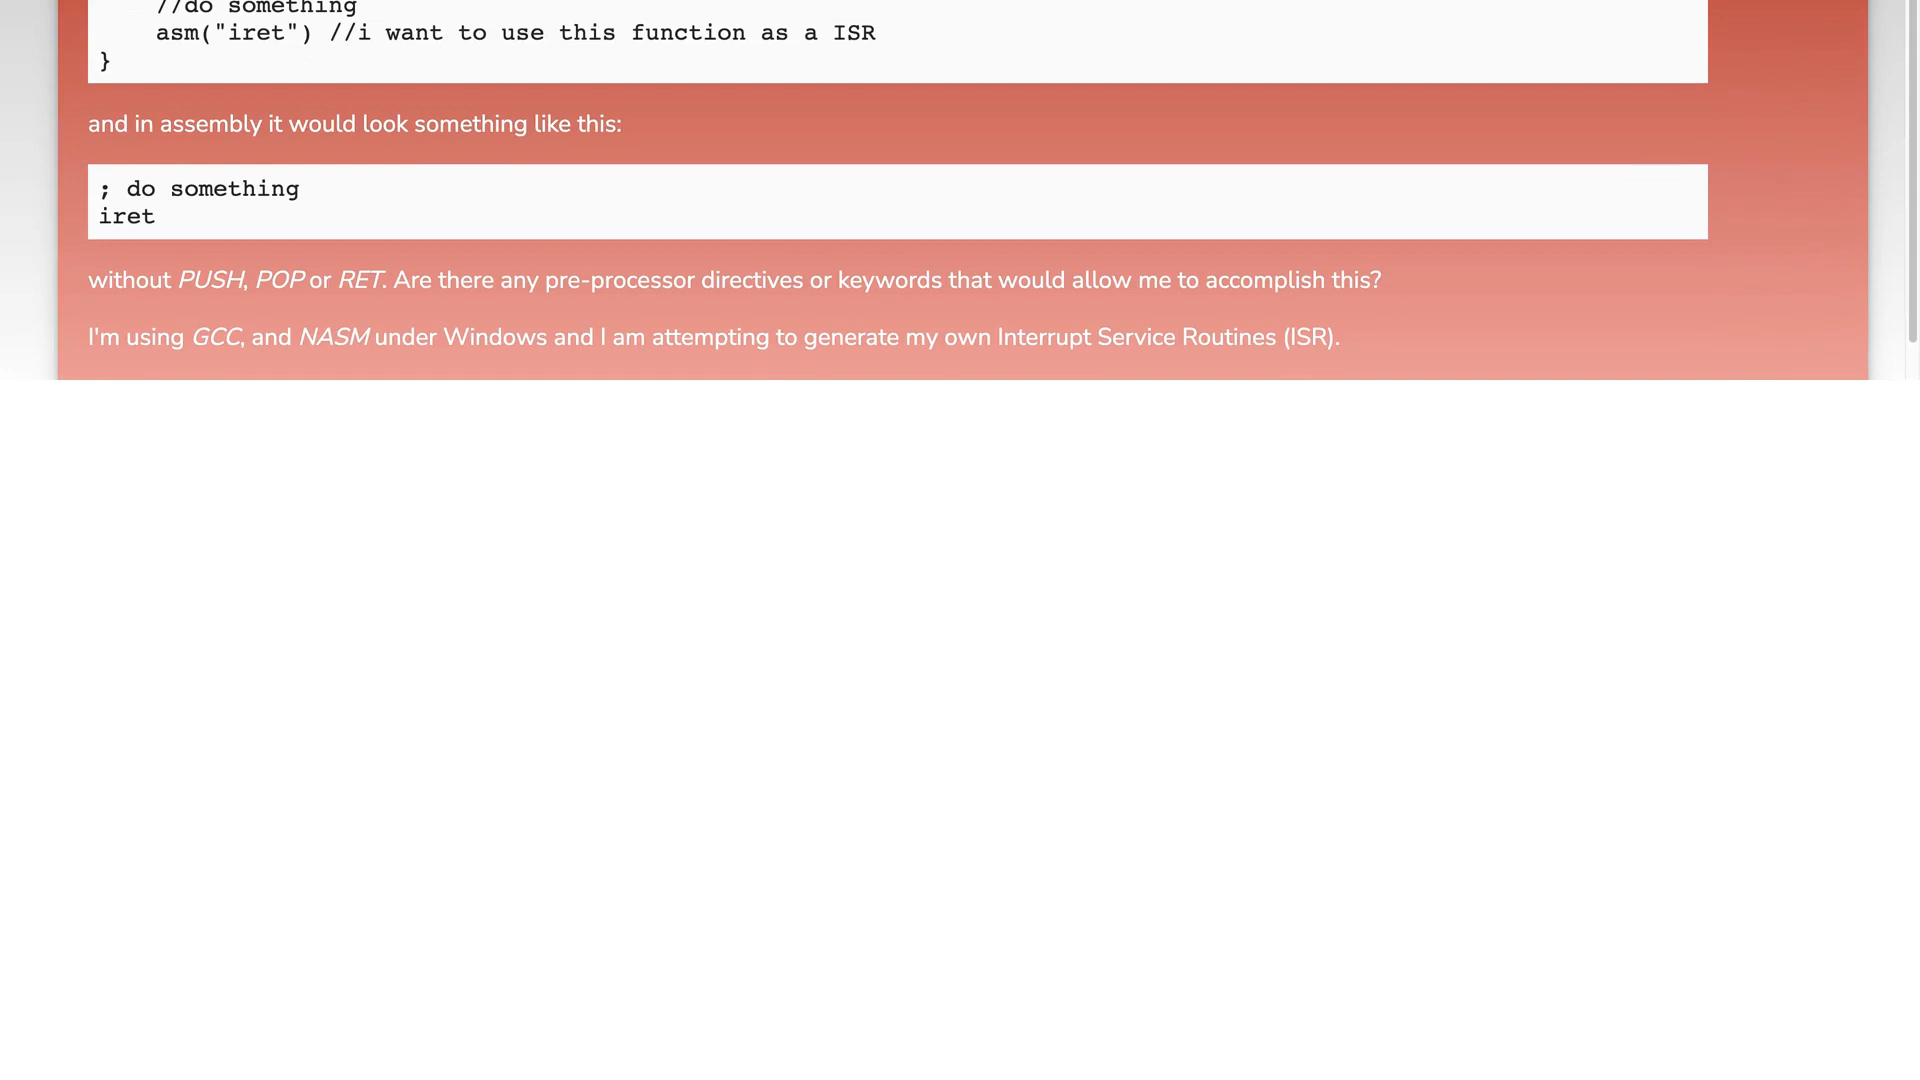 //do something
asm("iret") //i want to use this function as a ISR
}
and in assembly it would look something like this:
; do something
iret
without PUSH, POP or RET. Are there any pre-processor directives or keywords that would allow me to accomplish this?
I'm using GCC, and NASM under Windows and I am attempting to generate my own Interrupt Service Routines (ISR).